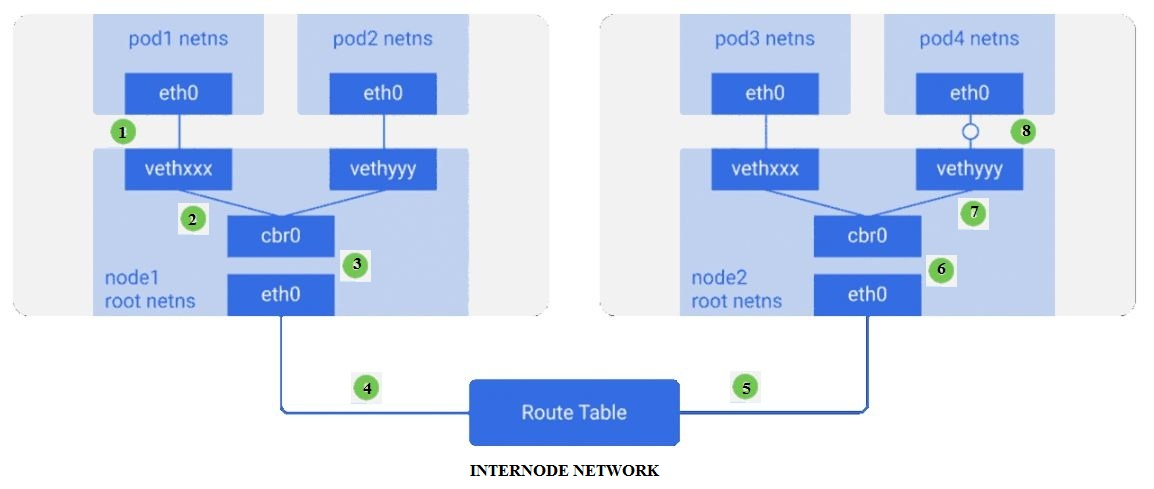 pod1 netns
pod2 netns
pod3 netns
pod4 netns
eth0
eth0
eth0
eth0
1
8
vethxxx
vethyyy
vethxxx
vethyyy
2
7
cbr0
cbr0
3
6
node1
root netns
eth0
node2
root netns
eth0
4
5
Route Table
INTERNODE NETWORK